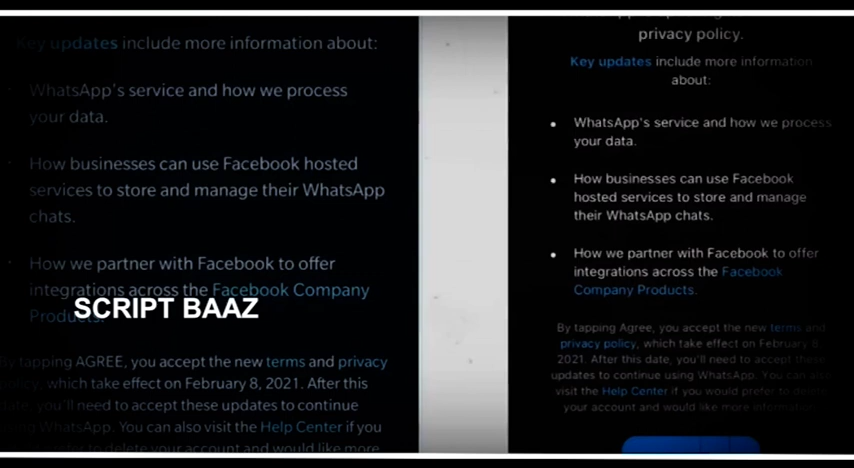 Key updates include more information about:
WhatsApp's service and how we process
your data.
How businesses can use Facebook hosted
services to store and manage their WhatsApp
chats.
How we partner with Facebook to offer
integrations across the Facebook Company
Products.
SCRIPT BAAZ
By tapping AGREE, you accept the new terms and privacy
policy, which take effect on February 8, 2021. After this
date, you'll need to accept these updates to continue
using WhatsApp. You can also visit the Help Center if you
to delete your account and would like more
privacy policy.
Key updates include more information
about:
• WhatsApp's service and how we process
your data.
• How businesses can use Facebook
hosted services to store and manage
their WhatsApp chats.
• How we partner with Facebook to offer
integrations across the Facebook
Company Products.
By tapping Agree, you accept the new terms and
privacy policy, which take effect on February 8,
2021. After this date, you'll need to accept these
updates to continue using WhatsApp. You can also
visit the Help Center if you would prefer to delete
your account and would like more information.